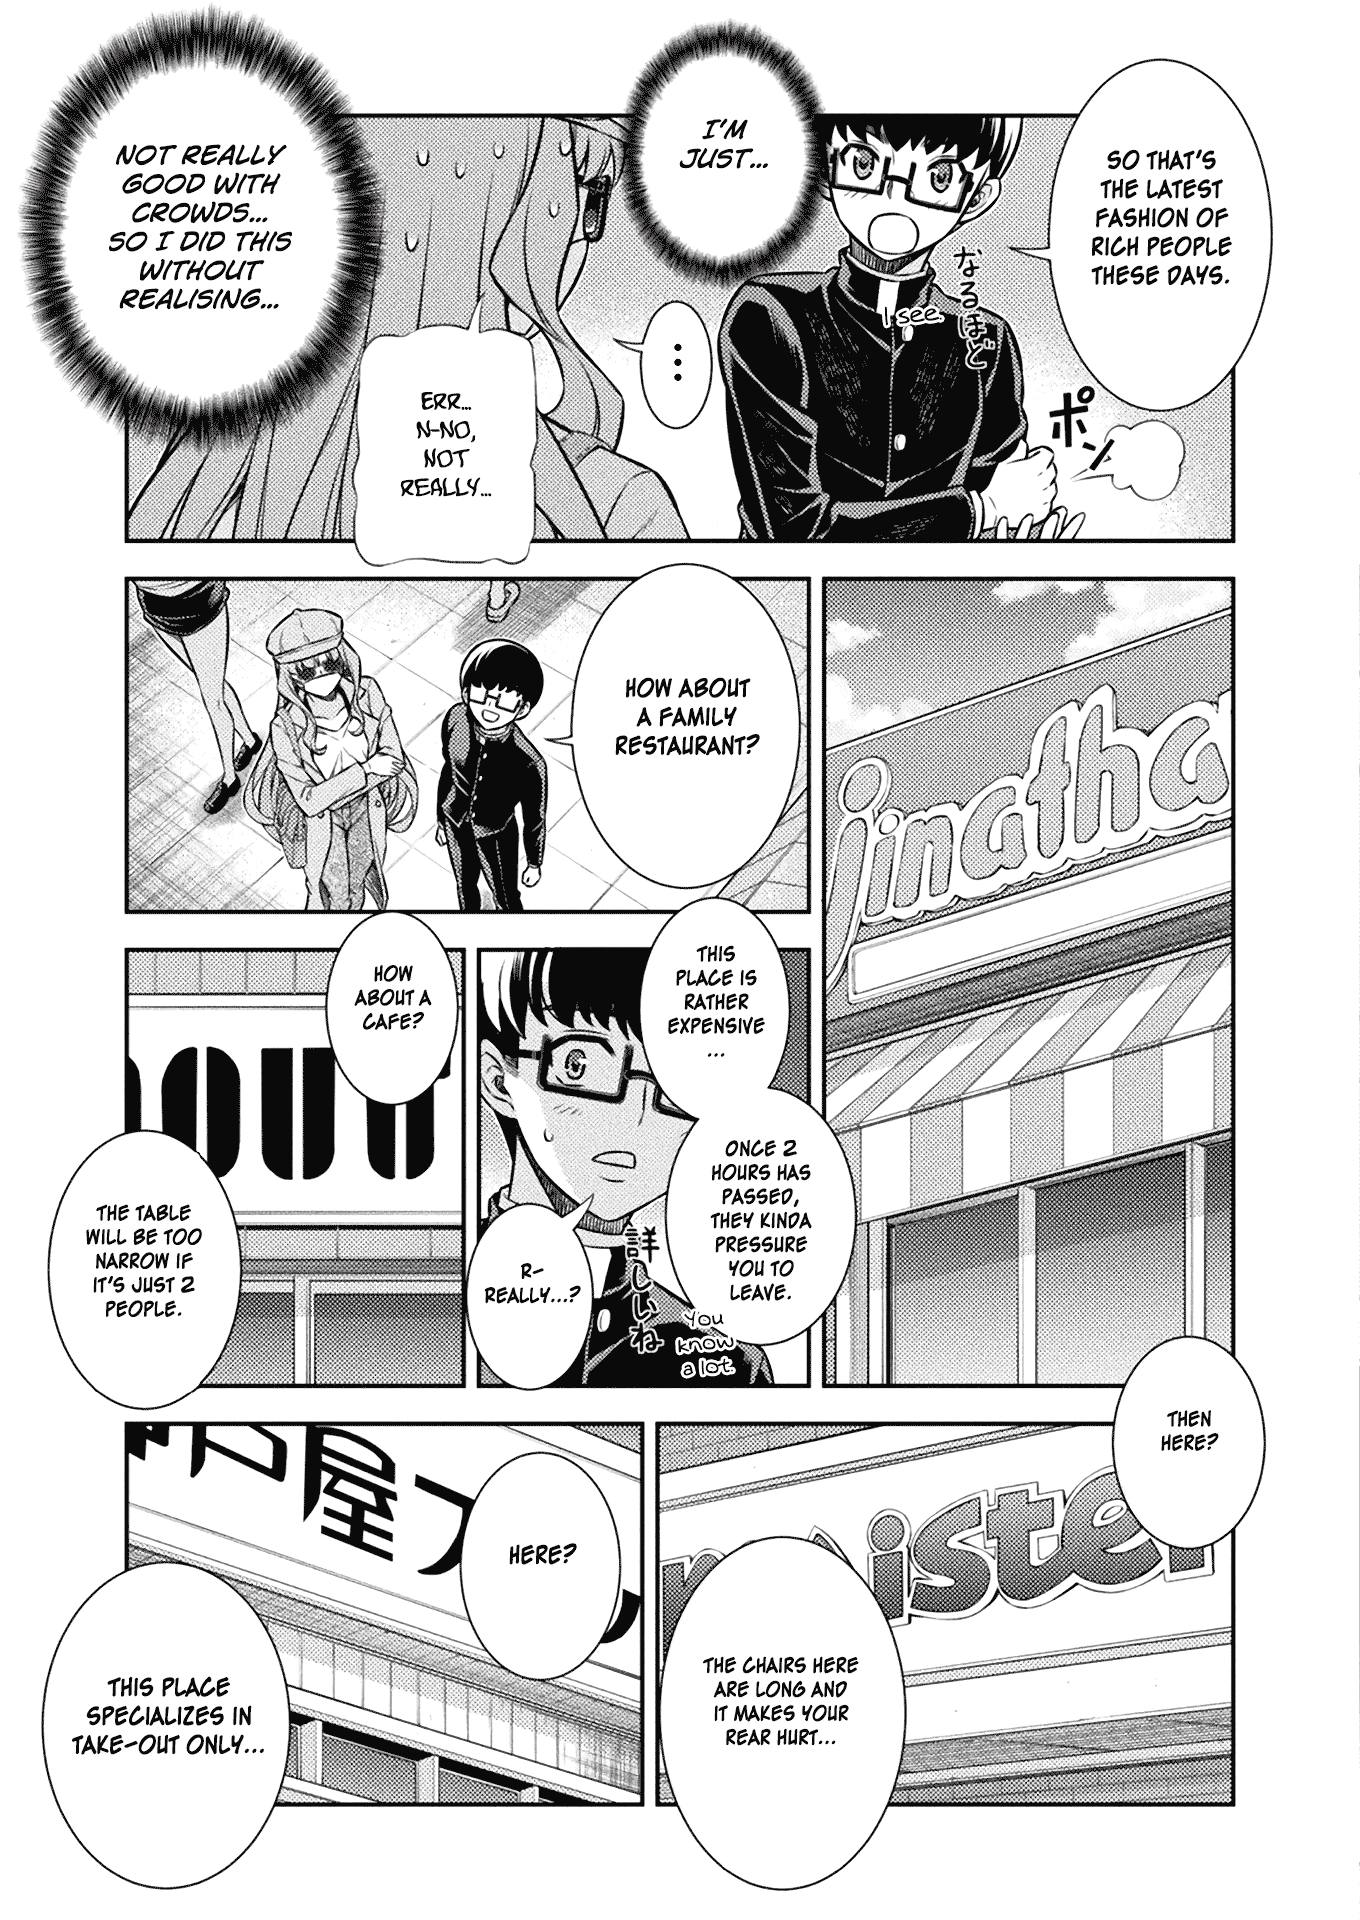 SO THAT'S
THE LATEST
FASHION OF
RICH PEOPLE
THESE DAYS.
なるほど
I see.
ポン
I'M
JUST...
...
NOT REALLY
GOOD WITH
CROWDS...
SO I DID THIS
WITHOUT
REALISING...
ERR...
N-NO,
NOT
REALLY...
HOW ABOUT
A FAMILY
RESTAURANT?
jinatha
THIS
PLACE IS
RATHER
EXPENSIVE
...
ONCE 2
HOURS HAS
PASSED,
THEY KINDA
PRESSURE
YOU TO
LEAVE.
R-
REALLY...?
詳しいね
You
know
a lot.
HOW
ABOUT A
CAFE?
OUT
THE TABLE
WILL BE TOO
NARROW IF
IT'S JUST 2
PEOPLE.
THEN
HERE?
iste
THE CHAIRS HERE
ARE LONG AND
IT MAKES YOUR
REAR HURT...
HERE?
戸屋
THIS PLACE
SPECIALIZES IN
TAKE-OUT ONLY...